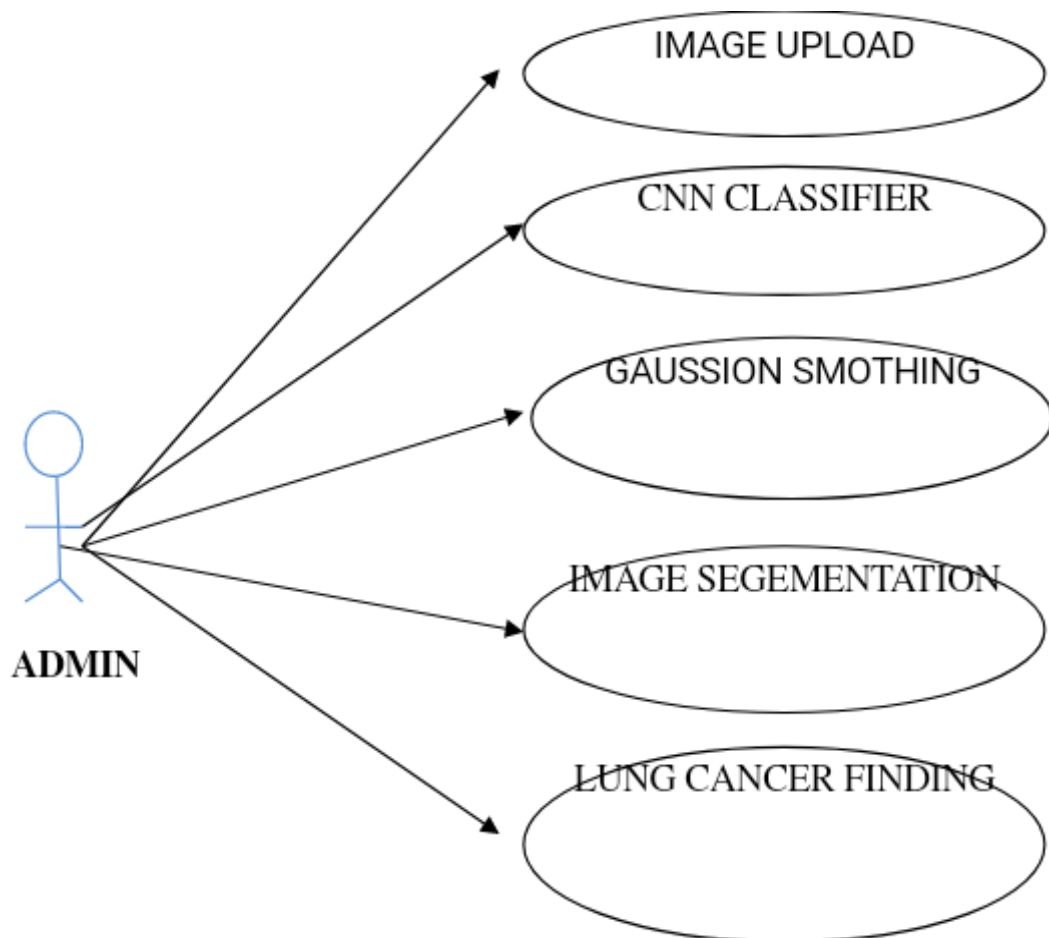 IMAGE UPLOAD
CNN CLASSIFIER
GAUSSION SMOTHING
IMAGE SEGEMENTATION
ADMIN
LUNG CANCER FINDING